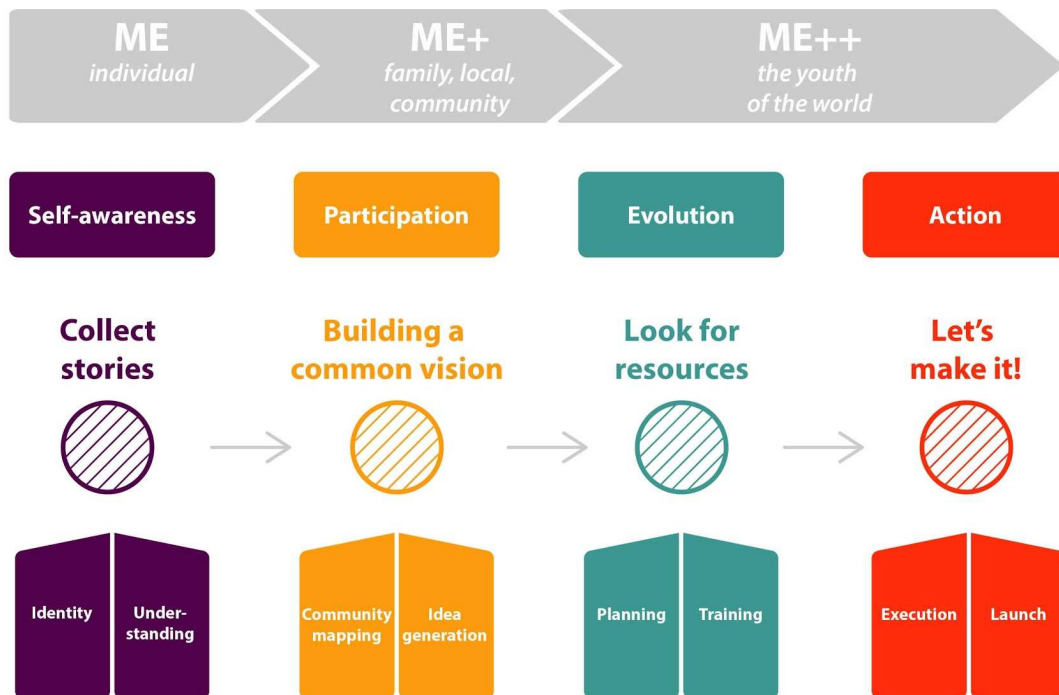 ME
individual
ME+
family, local,
community
ME++
the youth
of the world
Self-awareness
Participation
Evolution
Action
Collect
stories
Building a
common vision
Look for
resources
Let's
make it!
Identity
Under-
standing
Community
mapping
Idea
generation
Planning
Training
Execution
Launch